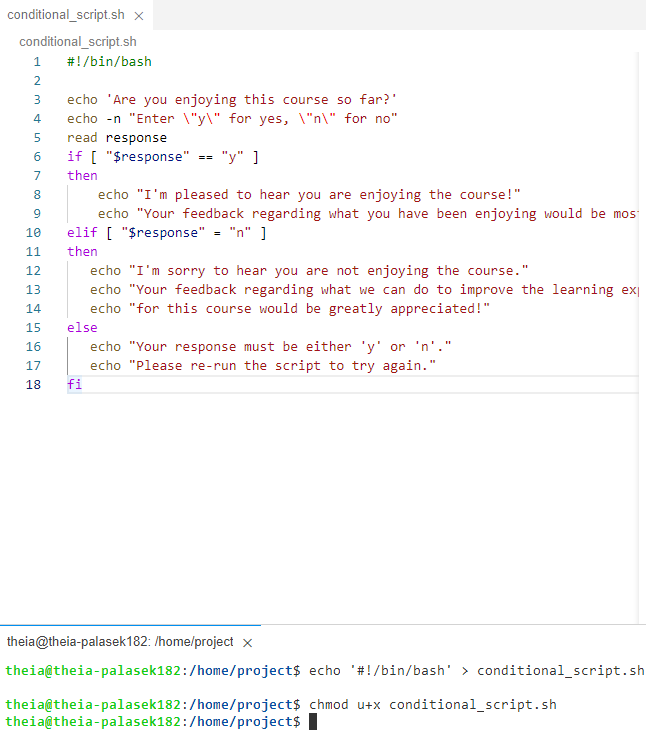 conditional_script.sh ×
conditional_script.sh
1 #!/bin/bash
2
3 echo 'Are you enjoying this course so far?'
4 echo -n "Enter \"y\" for yes, \"n\" for no"
5 read response
6 if [ "$response" == "y" ]
7 then
8 echo "I'm pleased to hear you are enjoying the course!"
9 echo "Your feedback regarding what you have been enjoying would be
10 elif [ "$response" = "n" ]
11 then
12 echo "I'm sorry to hear you are not enjoying the course."
13 echo "Your feedback regarding what we can do to improve the learning
14 echo "for this course would be greatly appreciated!"
15 else
16 echo "Your response must be either 'y' or 'n'."
17 echo "Please re-run the script to try again."
18 fi
theia@theia-palasek182: /home/project ×
theia@theia-palasek182:/home/project$ echo '#!/bin/bash' > conditional_script.sh
theia@theia-palasek182:/home/project$ chmod u+x conditional_script.sh
theia@theia-palasek182:/home/project$